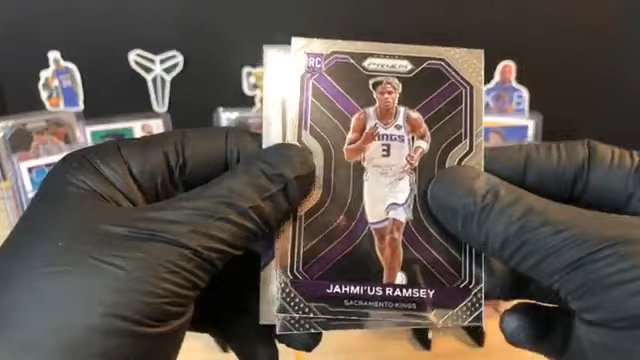 RC
PRIZM
KINGS
3
JAHMI'US RAMSEY
SACRAMENTO KINGS